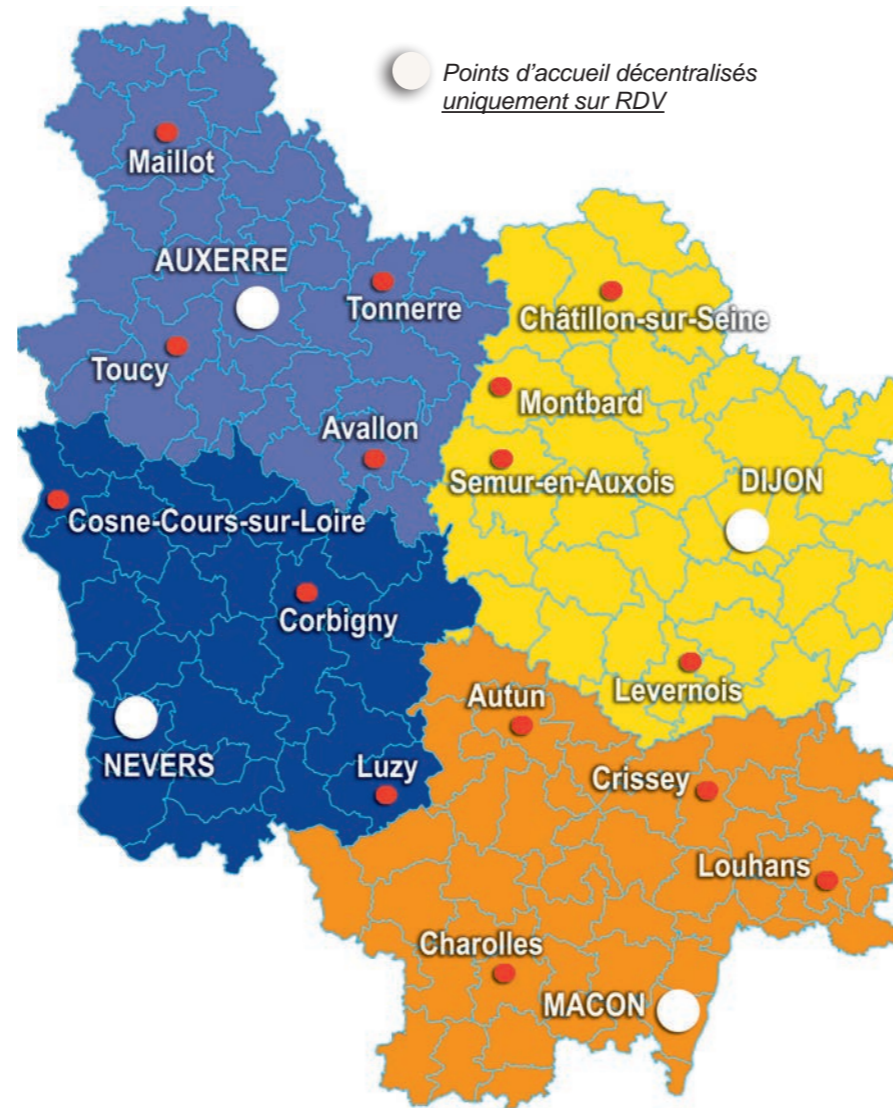 Points d'accueil décentralisés
uniquement sur RDV
Maillot
AUXERRE
Tonnerre
Châtillon-sur-Seine
Toucy
Montbard
Avallon
Semur-en-Auxois
DIJON
Cosne-Cours-sur-Loire
Corbigny
Levernois
Autun
NEVERS
Luzy
Crissey
Louhans
Charolles
MACON